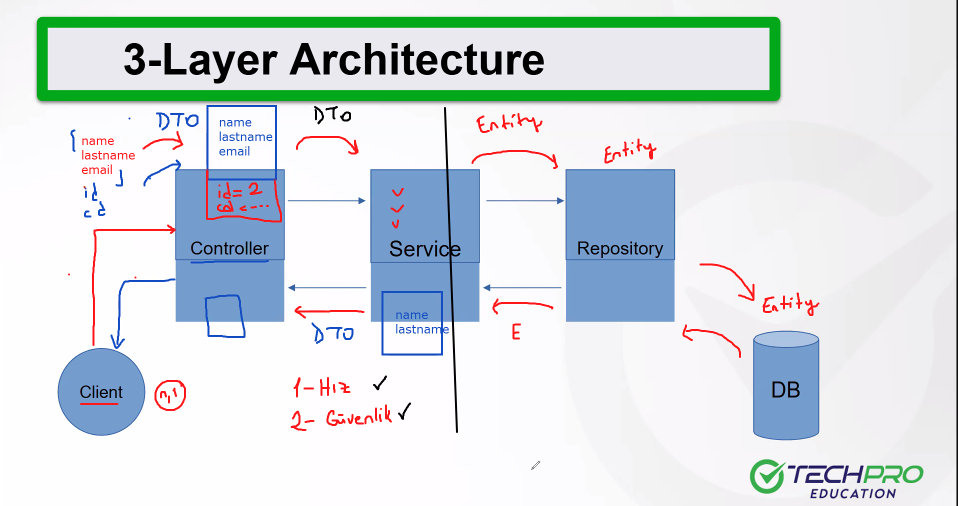 3-Layer Architecture
DTO
name
lastname
email
DTO
Entity
Entity
name
lastname
email
id
cd
id=2
cd <---
Controller
Service
Repository
DTO
name
lastname
E
Entity
Client
n,l
1-Hız ✓
2- Güvenlik ✓
DB
TECHPRO
EDUCATION